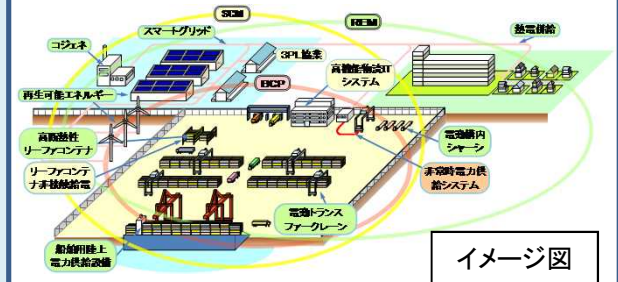 SCM
REM
スマートグリッド
熱電併給
コジェネ
3PL協業
高機能物流IT
システム
BCP
再生可能エネルギー
高断熱性
リーファコンテナ
電動構内
シャーシ
リーファコンテ
ナ非接触給電
非常時電力供
給システム
電動トランス
ファークレーン
船舶用陸上
電力供給設備
イメージ図